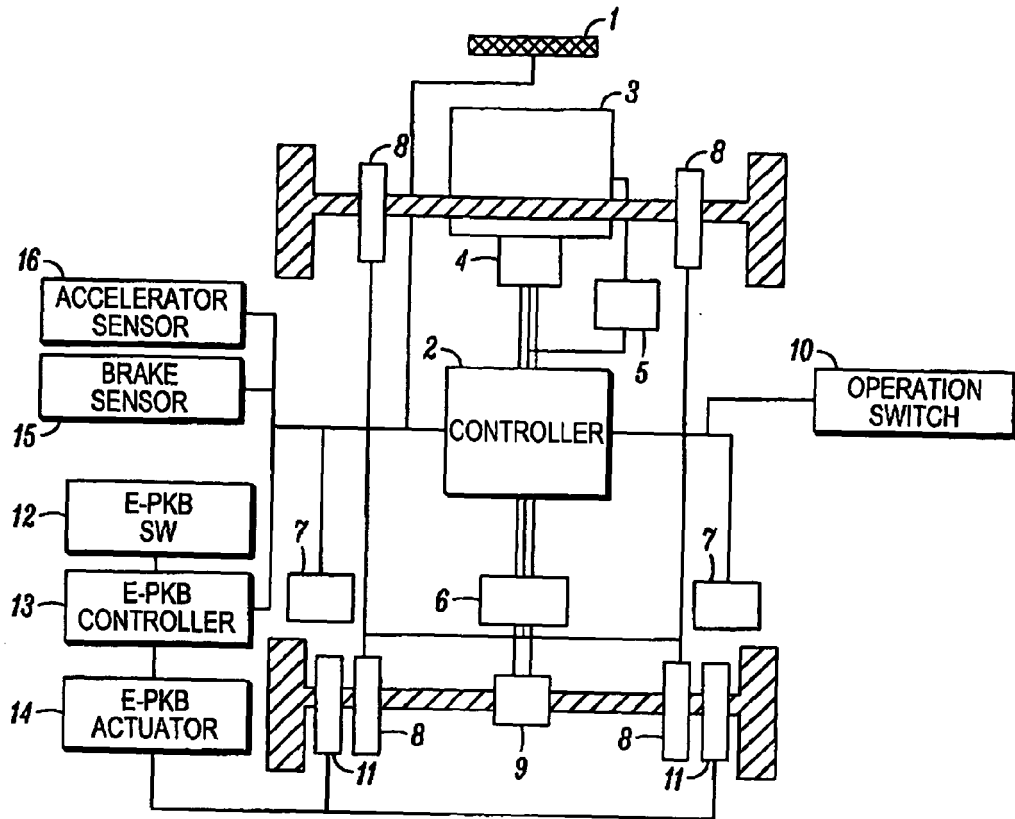 1
3
8
8
4
16
ACCELERATOR
SENSOR
2
5
10
BRAKE
SENSOR
CONTROLLER
OPERATION
SWITCH
15
12
E-PKB
SW
7
7
6
13
E-PKB
CONTROLLER
14
E-PKB
ACTUATOR
8
9
8
11
11